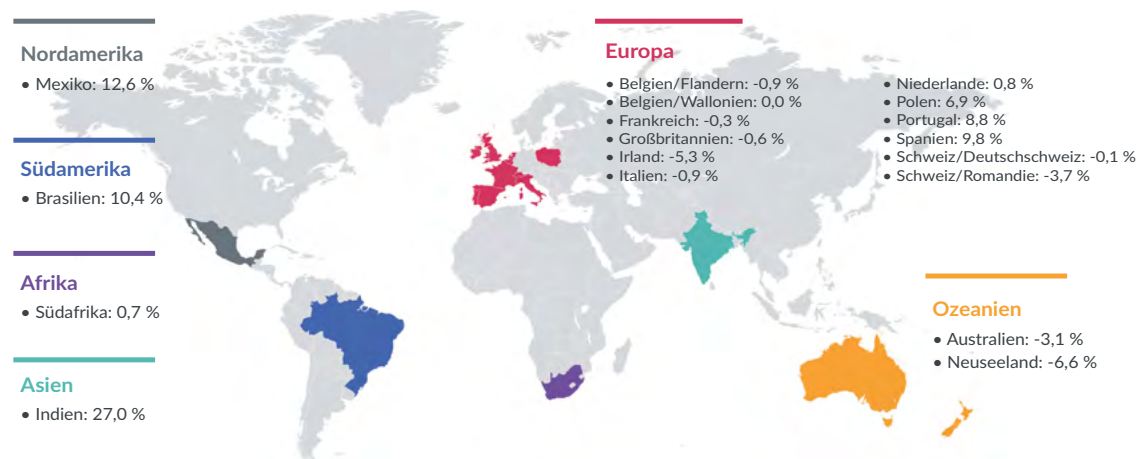 Nordamerika
• Mexiko: 12,6 %
Südamerika
• Brasilien: 10,4 %
Afrika
• Südafrika: 0,7 %
Asien
• Indien: 27,0 %
Europa
• Belgien/Flandern: -0,9 %
• Belgien/Wallonien: 0,0 %
• Frankreich: -0,3 %
• Großbritannien: -0,6 %
• Irland: -5,3 %
• Italien: -0,9 %
• Niederlande: 0,8 %
• Polen: 6,9 %
• Portugal: 8,8 %
• Spanien: 9,8 %
• Schweiz/Deutschschweiz: -0,1 %
• Schweiz/Romandie: -3,7 %
Ozeanien
• Australien: -3,1 %
• Neuseeland: -6,6 %